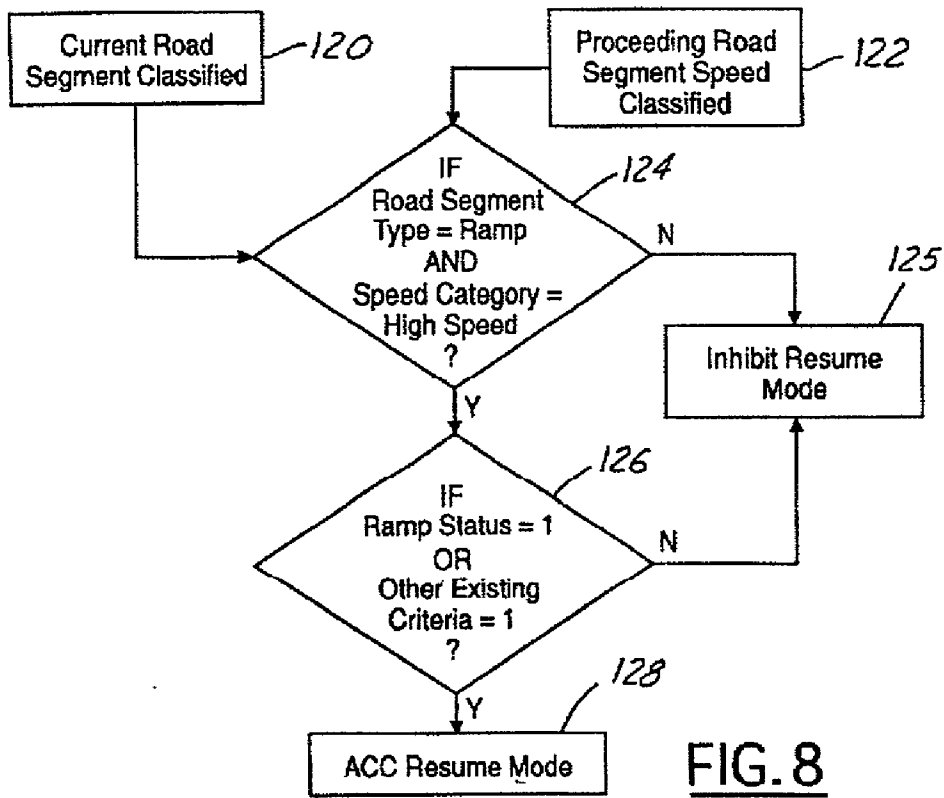 Current Road
Segment Classified
120
Proceeding Road
Segment Speed
Classified
122
IF
Road Segment
Type = Ramp
AND
Speed Category =
High Speed
?
124
N
125
Inhibit Resume
Mode
Y
IF
Ramp Status = 1
OR
Other Existing
Criteria = 1
?
126
N
Y
128
ACC Resume Mode
FIG. 8